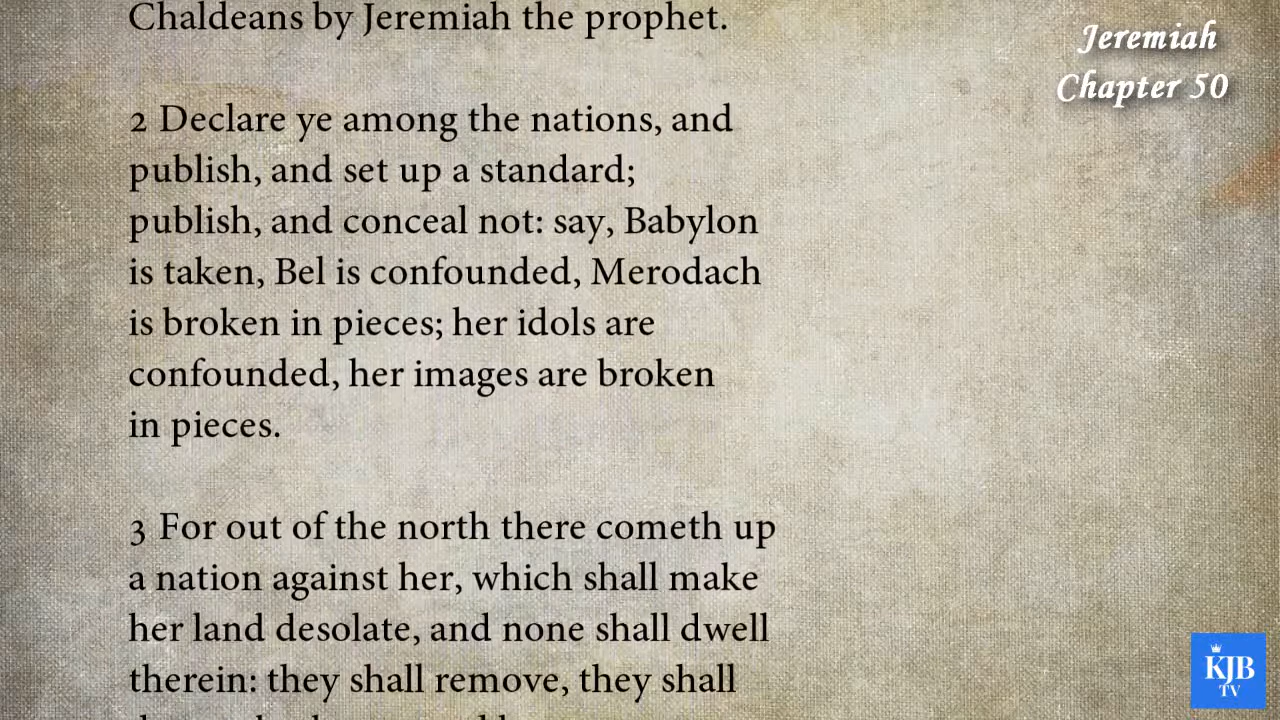 Chaldeans by Jeremiah the prophet.
Jeremiah
Chapter 50
2 Declare ye among the nations, and
publish, and set up a standard;
publish, and conceal not: say, Babylon
is taken, Bel is confounded, Merodach
is broken in pieces; her idols are
confounded, her images are broken
in pieces.
3 For out of the north there cometh up
a nation against her, which shall make
her land desolate, and none shall dwell
therein: they shall remove, they shall
KJB
TV